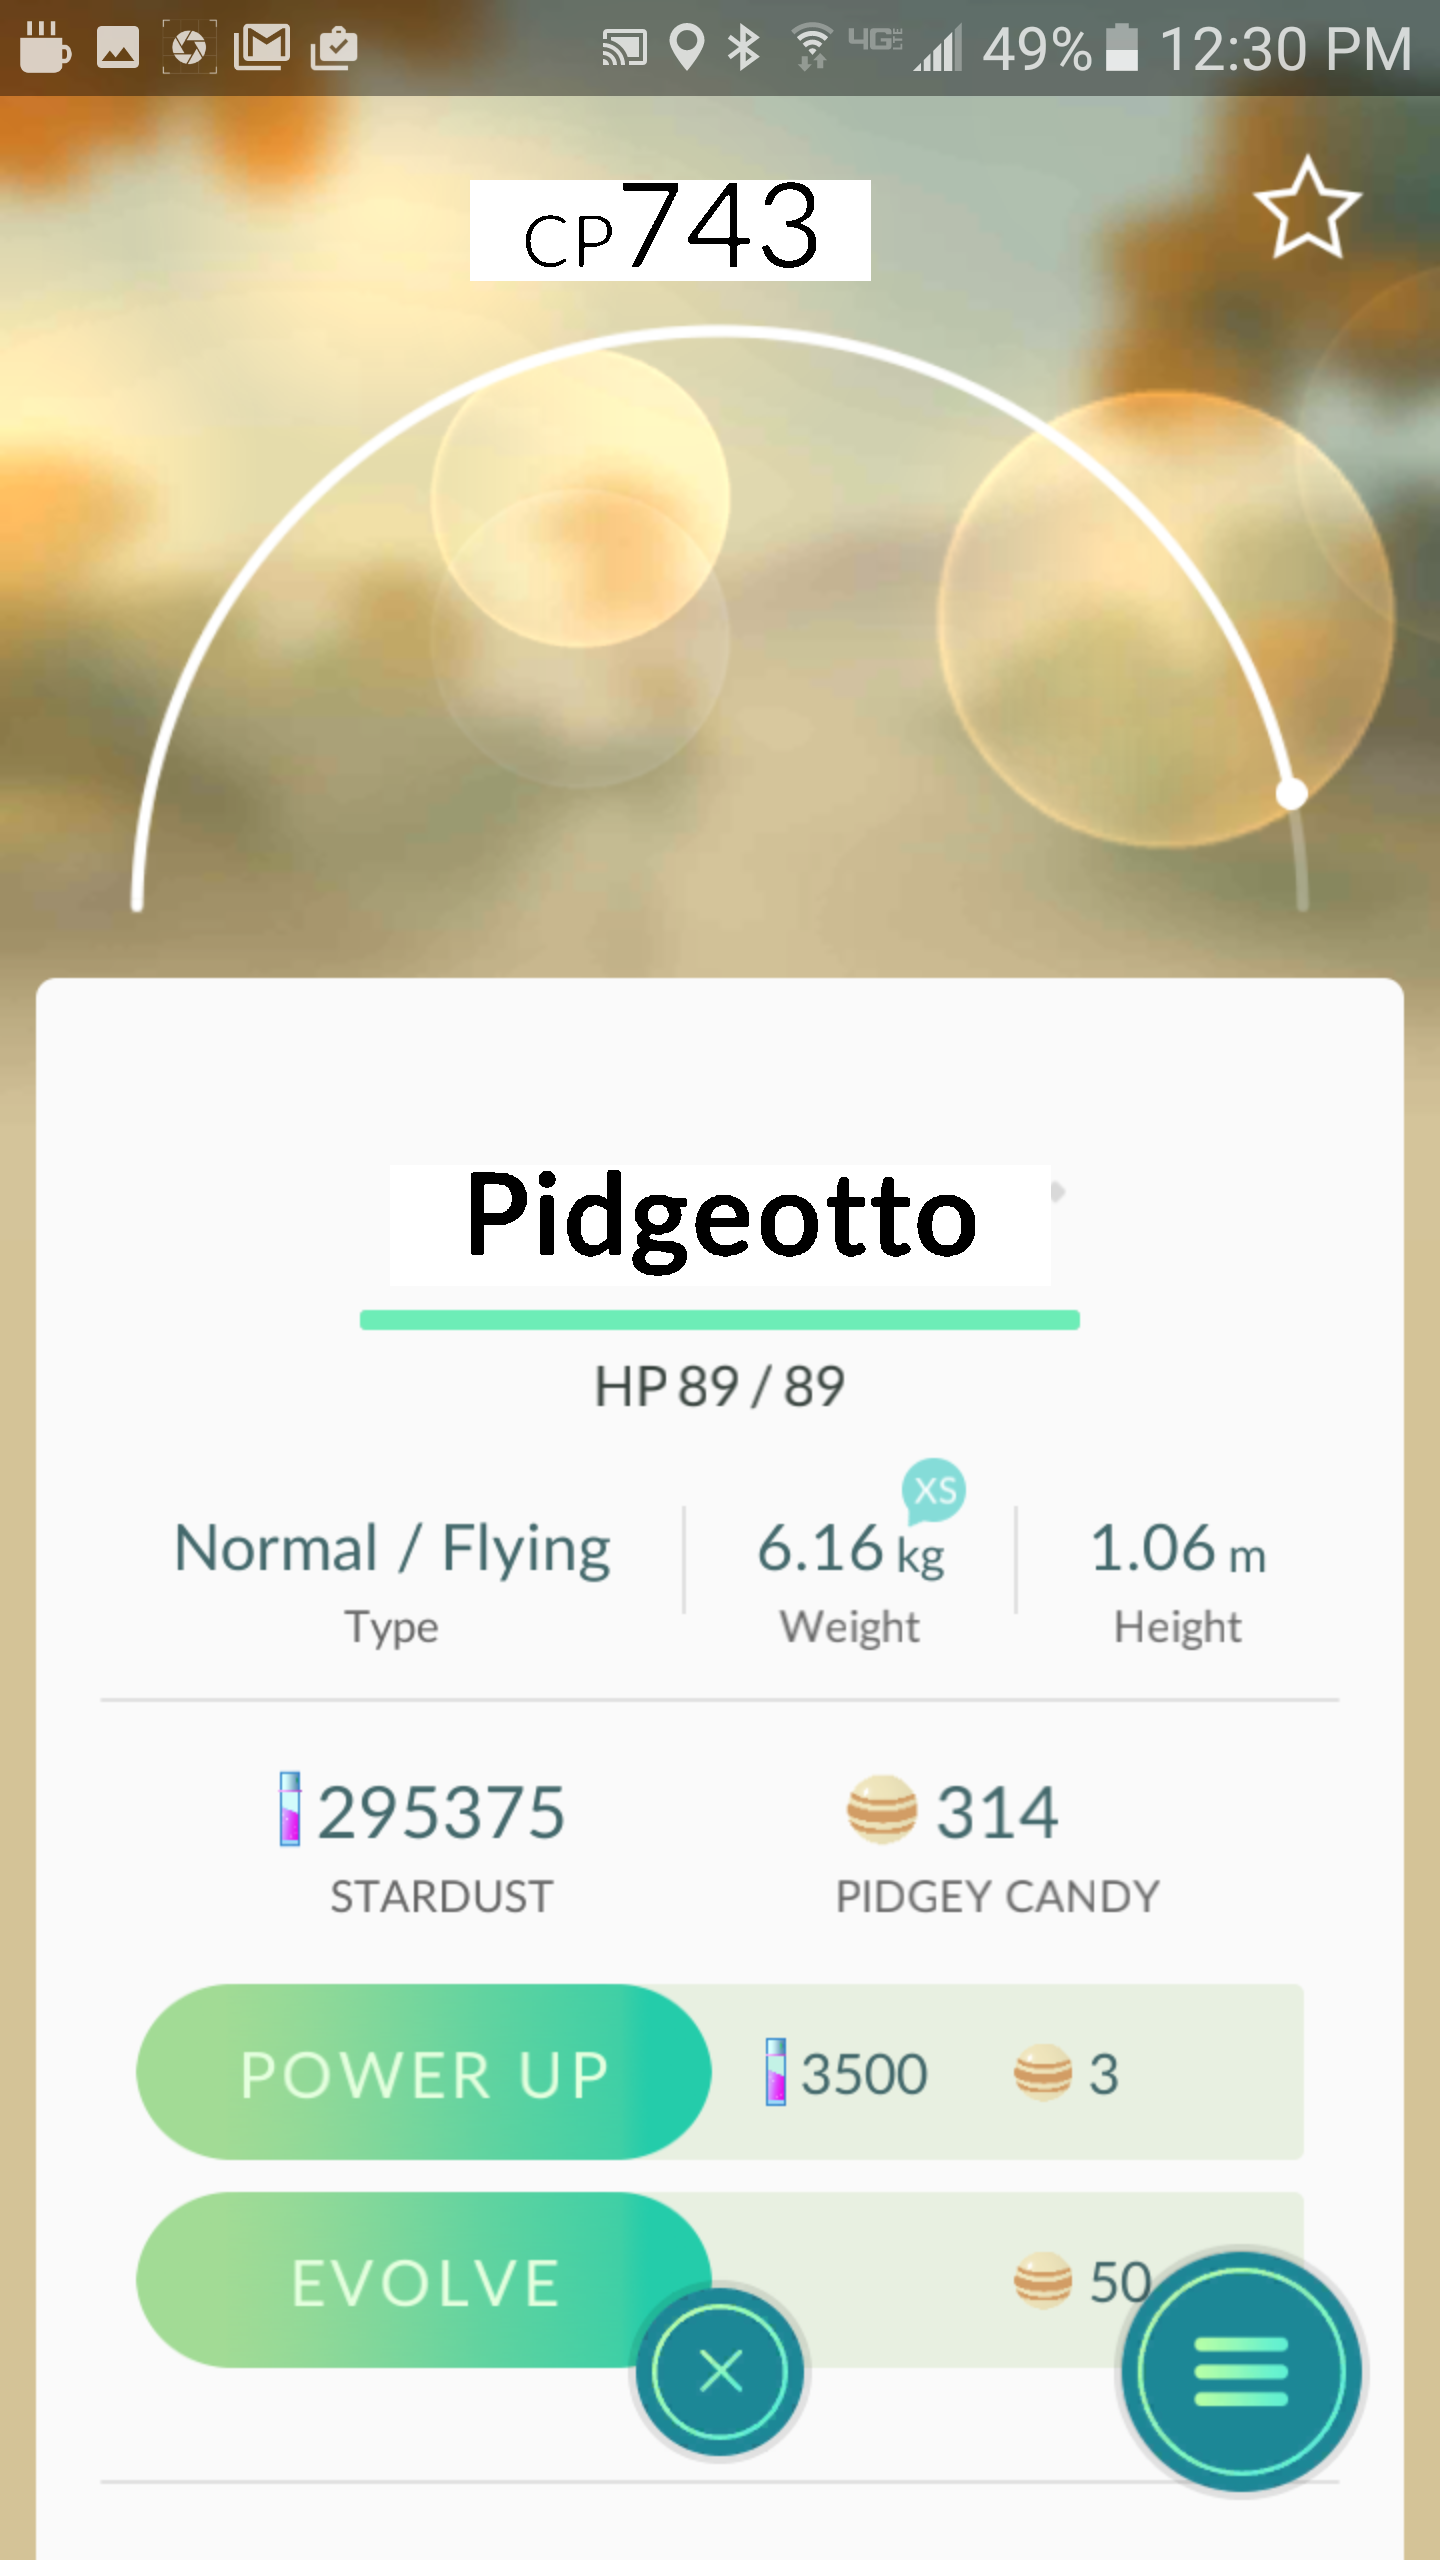 4G LTE 49% 12:30 PM
CP743
Pidgeotto
HP 89 / 89
XS
Normal / Flying 6.16 kg 1.06 m
Type Weight Height
295375 314
STARDUST PIDGEY CANDY
POWER UP 3500 3
EVOLVE 50